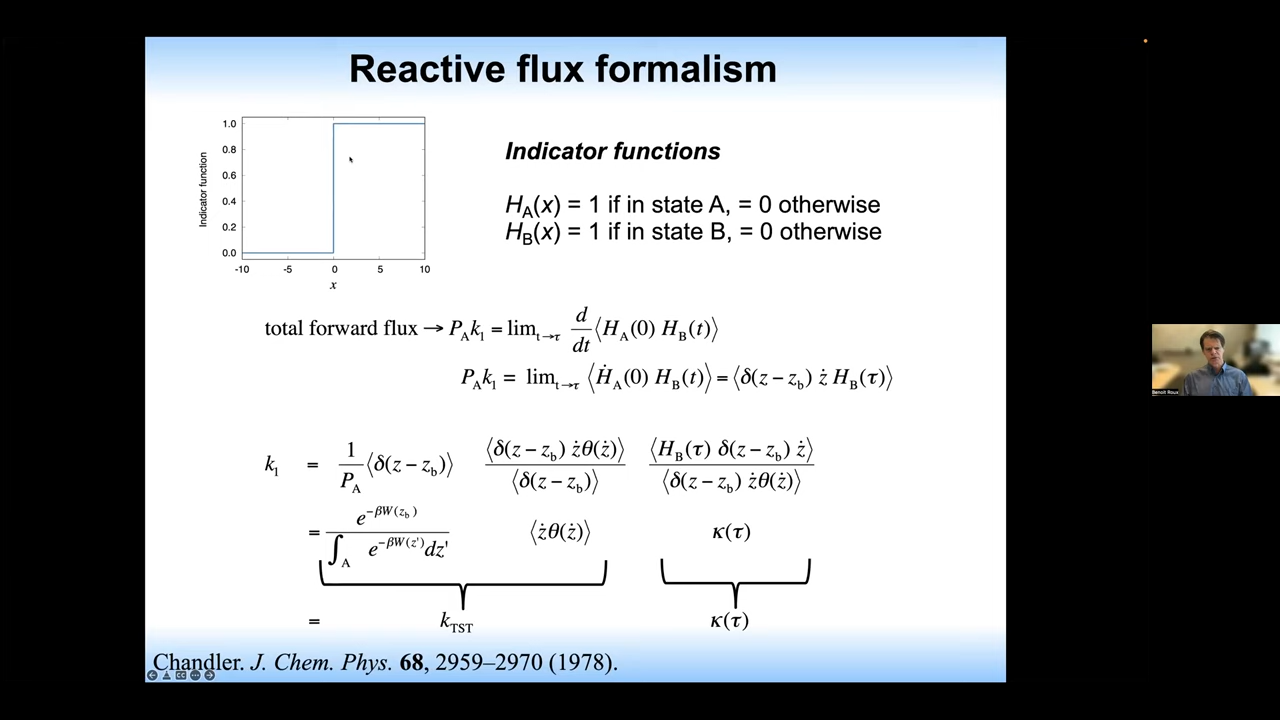 Reactive flux formalism
1.0
0.8
0.6
0.4
0.2
0.0
Indicator function
-10 -5 0 5 10
x
Indicator functions
H_A(x) = 1 if in state A, = 0 otherwise
H_B(x) = 1 if in state B, = 0 otherwise
total forward flux → P_A k_1 = lim_{t→τ} d/dt ⟨H_A(0) H_B(t)⟩
P_A k_1 = lim_{t→τ} ⟨Ḣ_A(0) H_B(t)⟩ = ⟨δ(z − z_b) ż H_B(τ)⟩
k_1 = 1/P_A ⟨δ(z − z_b)⟩ ⟨δ(z − z_b) żθ(ż)⟩/⟨δ(z − z_b)⟩ ⟨H_B(τ) δ(z − z_b) ż⟩/⟨δ(z − z_b) żθ(ż)⟩
= e^{−βW(z_b)}/∫_A e^{−βW(z')}dz' ⟨żθ(ż)⟩ κ(τ)
= k_TST κ(τ)
Chandler. J. Chem. Phys. 68, 2959–2970 (1978).
Benoit Roux